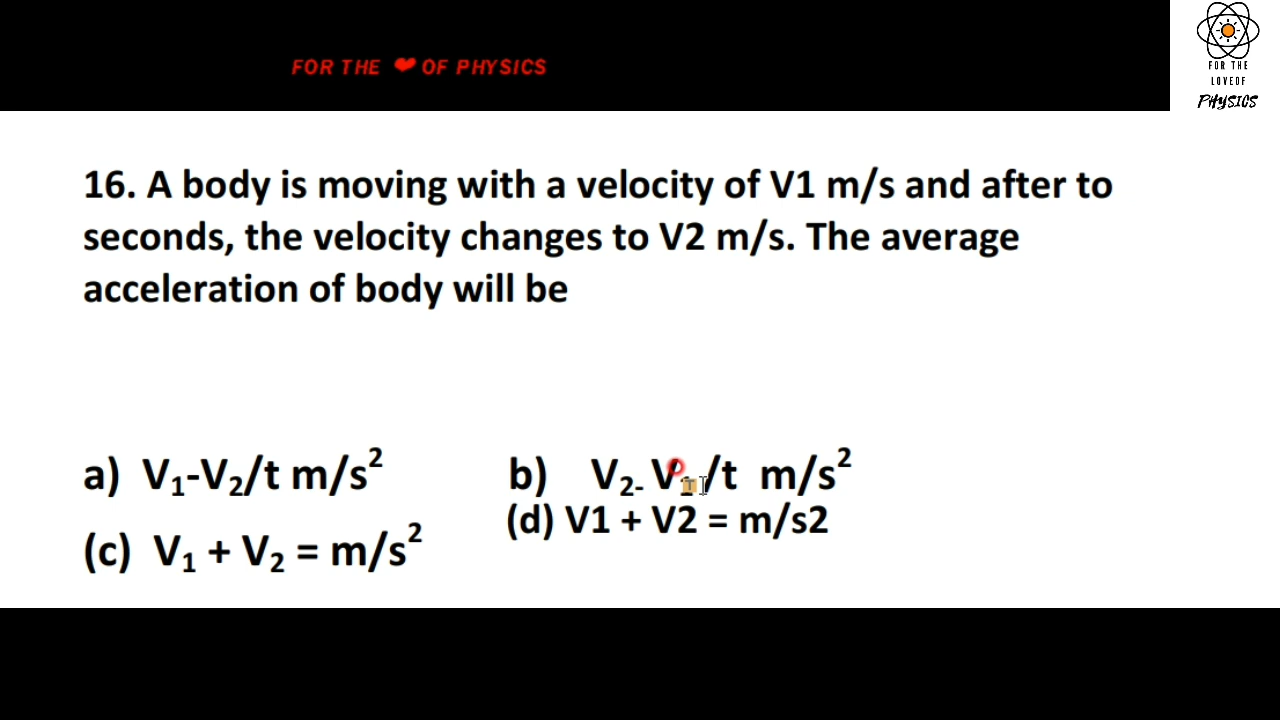 FOR THE ❤ OF PHYSICS
FOR THE
LOVEOF
PHYSICS
16. A body is moving with a velocity of V1 m/s and after to
seconds, the velocity changes to V2 m/s. The average
acceleration of body will be
a) V₁-V₂/t m/s²
b) V₂₋ V₁/t m/s²
(c) V₁ + V₂ = m/s²
(d) V1 + V2 = m/s2